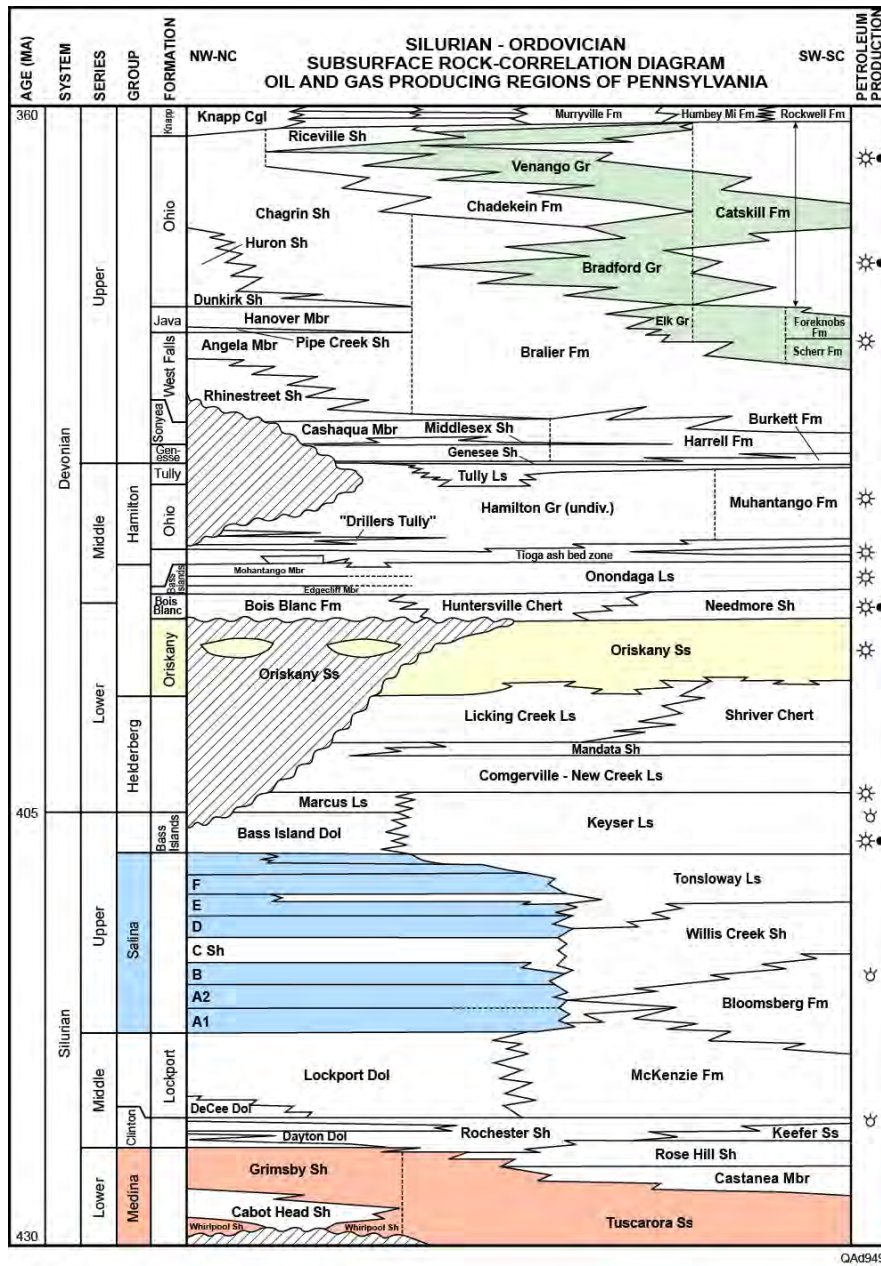 AGE (MA)
SYSTEM
SERIES
GROUP
FORMATION
NW-NC
SILURIAN - ORDOVICIAN
SUBSURFACE ROCK-CORRELATION DIAGRAM
OIL AND GAS PRODUCING REGIONS OF PENNSYLVANIA
SW-SC
PETROLEUM
PRODUCTION
360
405
430
Devonian
Silurian
Upper
Middle
Lower
Upper
Middle
Lower
Hamilton
Helderberg
Salina
Clinton
Medina
Knapp
Ohio
Java
West Falls
Sonyea
Gen-
esse
Tully
Ohio
Bass
Islands
Bois
Blanc
Oriskany
Bass
Islands
Lockport
Knapp Cgl
Murryville Fm
Humbey Mi Fm
Rockwell Fm
Riceville Sh
Venango Gr
Chadekein Fm
Catskill Fm
Chagrin Sh
Huron Sh
Bradford Gr
Dunkirk Sh
Hanover Mbr
Elk Gr
Foreknobs
Fm
Pipe Creek Sh
Angela Mbr
Bralier Fm
Scherr Fm
Rhinestreet Sh
Cashaqua Mbr
Middlesex Sh
Burkett Fm
Harrell Fm
Genesee Sh
Tully Ls
Hamilton Gr (undiv.)
Muhantango Fm
"Drillers Tully"
Tioga ash bed zone
Mohantango Mbr
Onondaga Ls
Edgecliff Mbr
Bois Blanc Fm
Huntersville Chert
Needmore Sh
Oriskany Ss
Oriskany Ss
Licking Creek Ls
Shriver Chert
Mandata Sh
Comgerville - New Creek Ls
Marcus Ls
Bass Island Dol
Keyser Ls
F
Tonsloway Ls
E
D
Willis Creek Sh
C Sh
B
A2
Bloomsberg Fm
A1
Lockport Dol
McKenzie Fm
DeCee Dol
Dayton Dol
Rochester Sh
Keefer Ss
Rose Hill Sh
Grimsby Sh
Castanea Mbr
Cabot Head Sh
Whirlpool Sh
Whirlpool Sh
Tuscarora Ss
QAd949